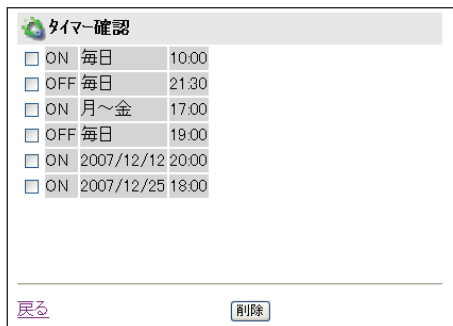 タイマー確認
ON 毎日 10:00
OFF 毎日 21:30
ON 月～金 17:00
OFF 毎日 19:00
ON 2007/12/12 20:00
ON 2007/12/25 18:00
戻る 削除